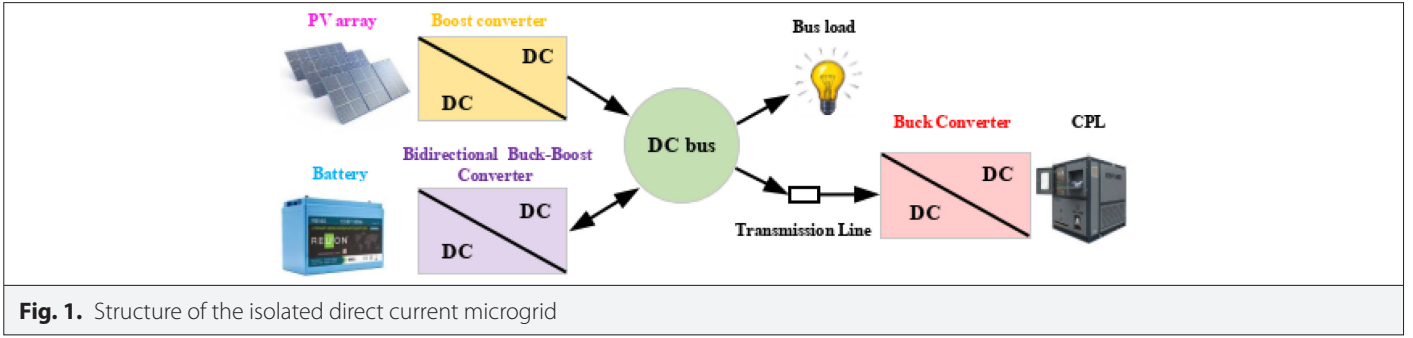 PV array
Boost converter
DC
DC
Bus load
DC bus
Buck Converter
CPL
DC
DC
Bidirectional Buck-Boost
Converter
Battery
DC
DC
RELION
Transmission Line
Fig. 1. Structure of the isolated direct current microgrid